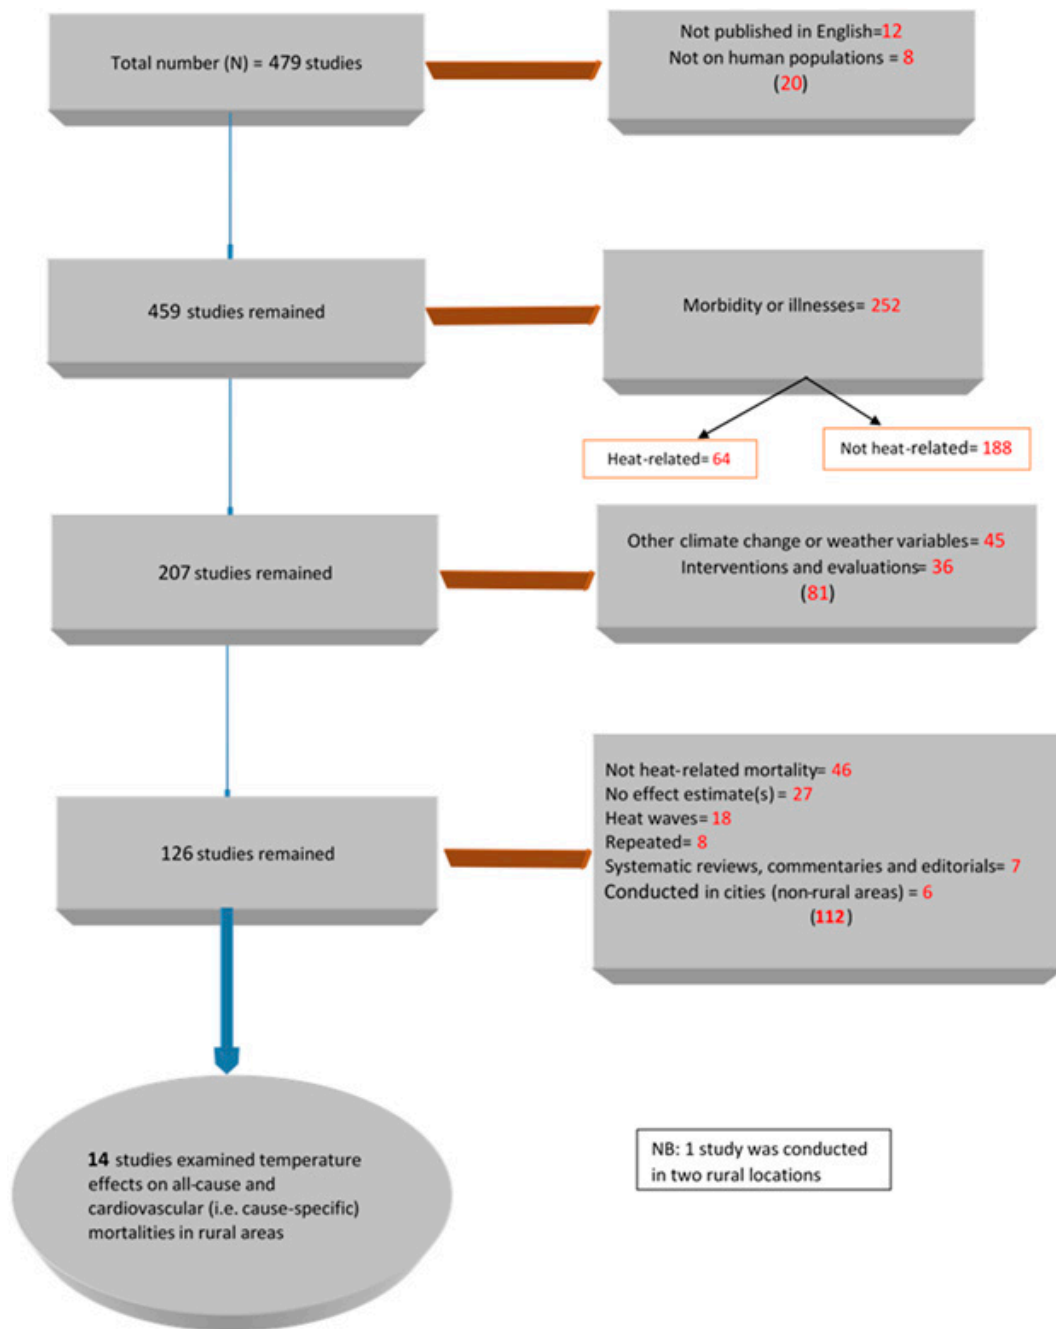 Total number (N) = 479 studies
Not published in English=12
Not on human populations = 8
(20)
459 studies remained
Morbidity or illnesses= 252
Heat-related= 64
Not heat-related= 188
207 studies remained
Other climate change or weather variables= 45
Interventions and evaluations= 36
(81)
126 studies remained
Not heat-related mortality= 46
No effect estimate(s) = 27
Heat waves= 18
Repeated= 8
Systematic reviews, commentaries and editorials= 7
Conducted in cities (non-rural areas) = 6
(112)
14 studies examined temperature
effects on all-cause and
cardiovascular (i.e. cause-specific)
mortalities in rural areas
NB: 1 study was conducted
in two rural locations